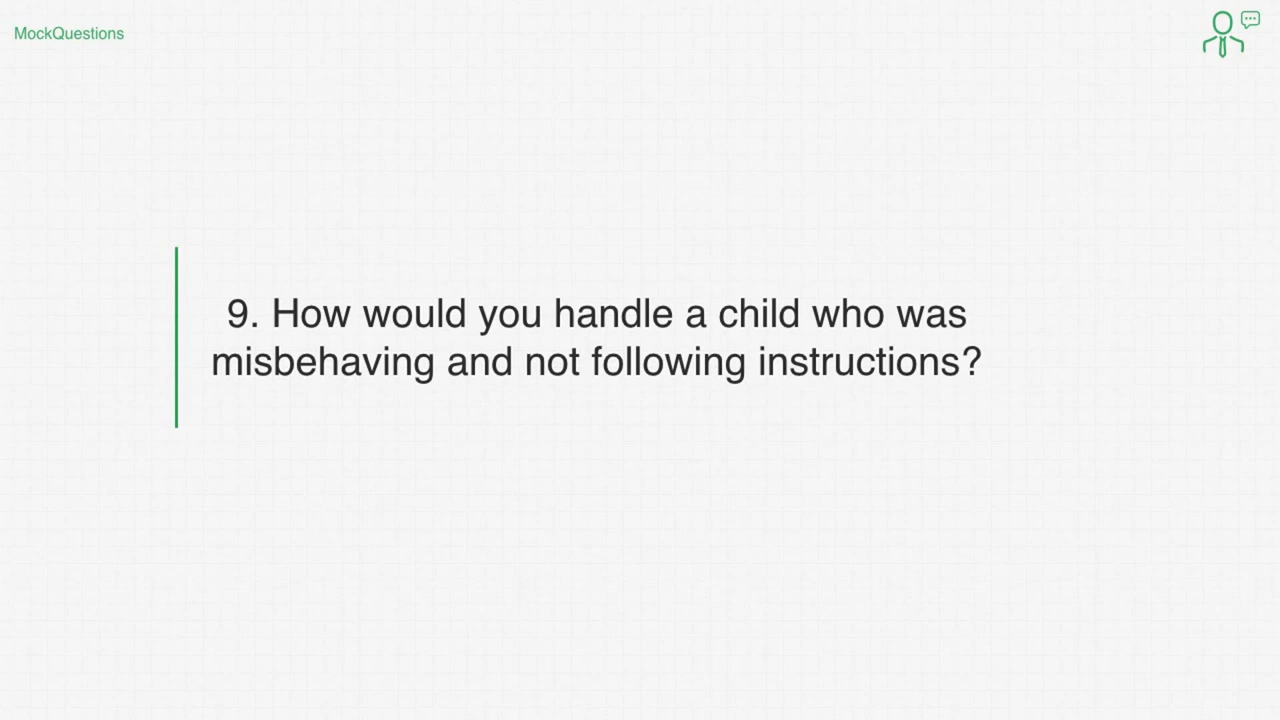 MockQuestions
9. How would you handle a child who was
misbehaving and not following instructions?